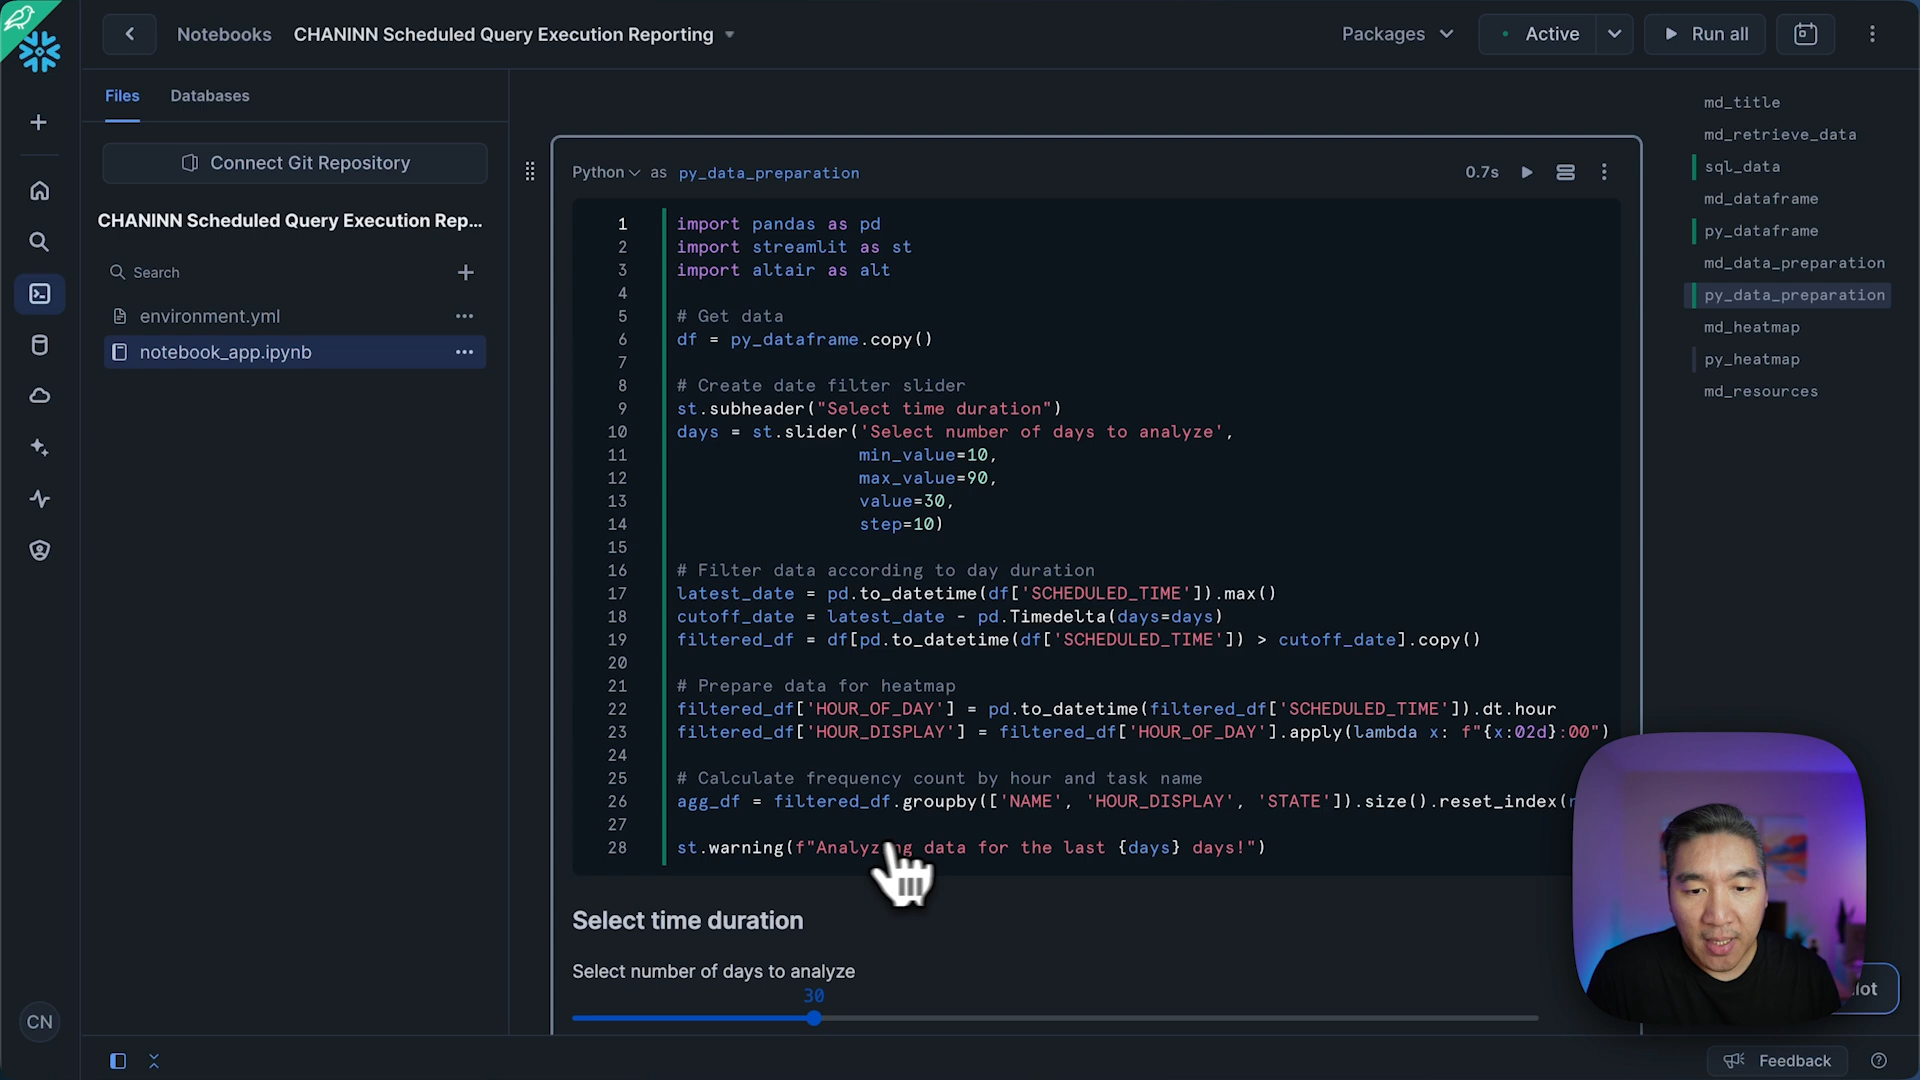 Notebooks
CHANINN Scheduled Query Execution Reporting
Packages
Active
Run all
Files
Databases
Connect Git Repository
CHANINN Scheduled Query Execution Rep...
Search
environment.yml
notebook_app.ipynb
CN
Python as py_data_preparation
0.7s
1 import pandas as pd
2 import streamlit as st
3 import altair as alt
4
5 # Get data
6 df = py_dataframe.copy()
7
8 # Create date filter slider
9 st.subheader("Select time duration")
10 days = st.slider('Select number of days to analyze',
11 min_value=10,
12 max_value=90,
13 value=30,
14 step=10)
15
16 # Filter data according to day duration
17 latest_date = pd.to_datetime(df['SCHEDULED_TIME']).max()
18 cutoff_date = latest_date - pd.Timedelta(days=days)
19 filtered_df = df[pd.to_datetime(df['SCHEDULED_TIME']) > cutoff_date].copy()
20
21 # Prepare data for heatmap
22 filtered_df['HOUR_OF_DAY'] = pd.to_datetime(filtered_df['SCHEDULED_TIME']).dt.hour
23 filtered_df['HOUR_DISPLAY'] = filtered_df['HOUR_OF_DAY'].apply(lambda x: f"{x:02d}:00")
24
25 # Calculate frequency count by hour and task name
26 agg_df = filtered_df.groupby(['NAME', 'HOUR_DISPLAY', 'STATE']).size().reset_index(
27
28 st.warning(f"Analyzing data for the last {days} days!")
Select time duration
Select number of days to analyze
30
md_title
md_retrieve_data
sql_data
md_dataframe
py_dataframe
md_data_preparation
py_data_preparation
md_heatmap
py_heatmap
md_resources
Feedback